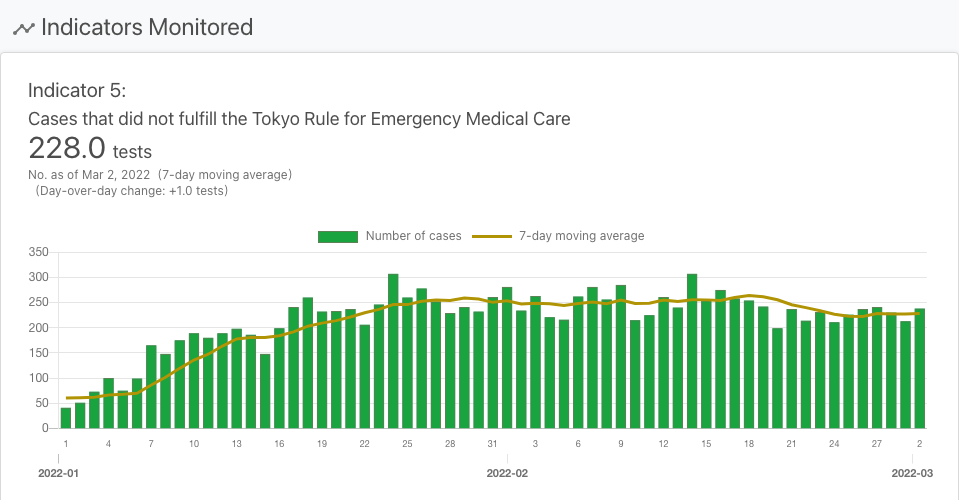 Indicators Monitored
Indicator 5:
Cases that did not fulfill the Tokyo Rule for Emergency Medical Care
228.0 tests
No. as of Mar 2, 2022 (7-day moving average)
(Day-over-day change: +1.0 tests)
Number of cases 7-day moving average
350
300
250
200
150
100
50
0
1 4 7 10 13 16 19 22 25 28 31 3 6 9 12 15 18 21 24 27 2
2022-01 2022-02 2022-03